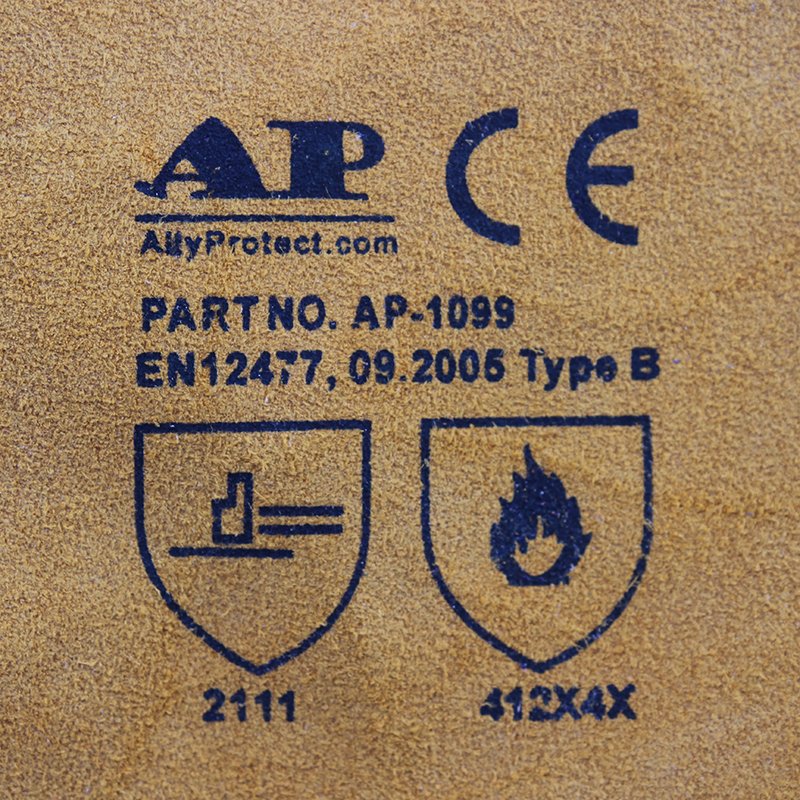 AP CE
AllyProtect.com
PART NO. AP-1099
EN12477, 09.2005 Type B
2111
412X4X